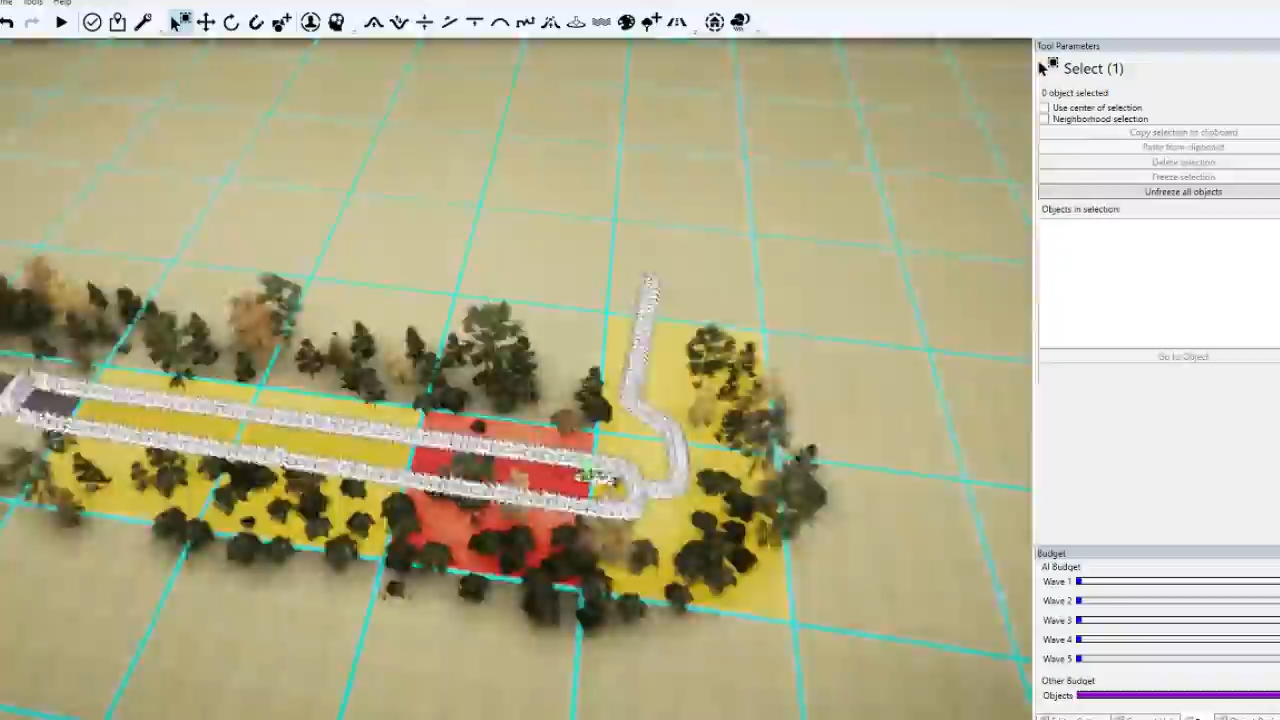 Tools Help
Tool Parameters
Select (1)
0 object selected
Use center of selection
Neighborhood selection
Copy selection to clipboard
Paste from clipboard
Delete selection
Freeze selection
Unfreeze all objects
Objects in selection:
Go to Object
Budget
AI Budget
Wave 1
Wave 2
Wave 3
Wave 4
Wave 5
Other Budget
Objects